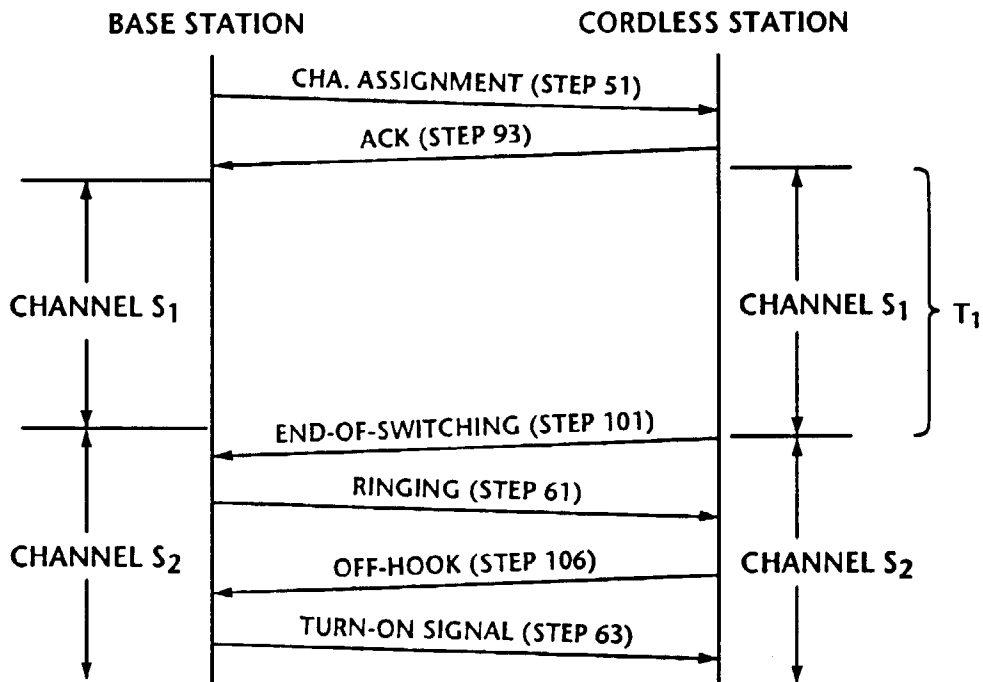 BASE STATION
CORDLESS STATION
CHA. ASSIGNMENT (STEP 51)
ACK (STEP 93)
CHANNEL S1
CHANNEL S1
T1
END-OF-SWITCHING (STEP 101)
RINGING (STEP 61)
CHANNEL S2
OFF-HOOK (STEP 106)
CHANNEL S2
TURN-ON SIGNAL (STEP 63)